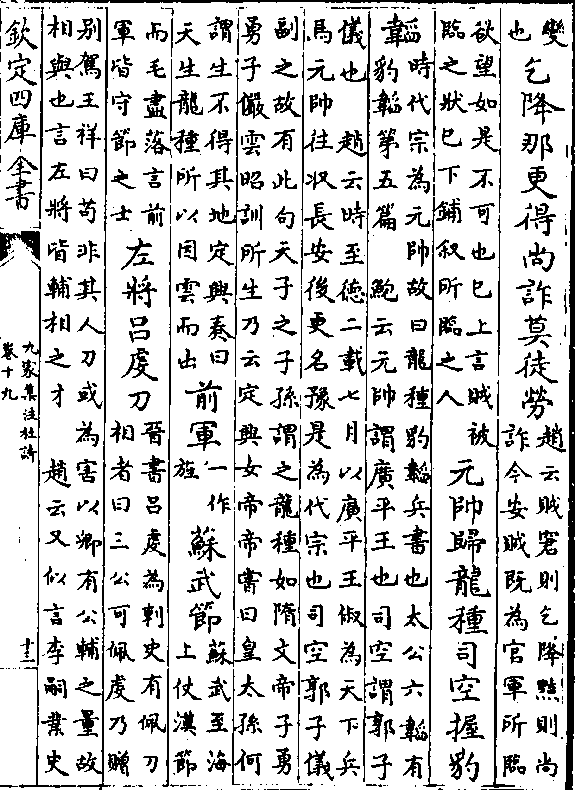 變
也
乞降那更得尚詐莫徒勞
趙云賊窘則乞降黠則尚
詐今安賊既為官軍所臨
欲望如是不可也已上言賊被
臨之狀已下鋪叙所臨之人
元帥歸龍種司空握豹
韜
時代宗為元帥故曰龍種豹韜兵書也太公六韜有
豹韜第五篇 鮑云元帥謂廣平王也司空謂郭子
儀也 趙云時至德二載七月以廣平王俶為天下兵
馬元帥往收長安後更名豫是為代宗也司空郭子儀
副之故有此句天子之子孫謂之龍種如隋文帝子勇
勇子儼雲昭訓所生乃云定興女帝帝嘗曰皇太孫何
謂生不得其地定興奏曰
天生龍種所以因雲而出
前軍
一作
旌
蘇武節
蘇武至海
上仗漢節
而毛盡落言前
軍皆守節之士
左將吕虔刀
晉書吕虔為刺史有佩刀
相者曰三公可佩虔乃贈
别駕王祥曰苟非其人刀或為害以卿有公輔之量故
相與也言左將皆輔相之才 趙云又似言李嗣業史
欽定四庫全書
九家集注杜詩
卷十九
十二